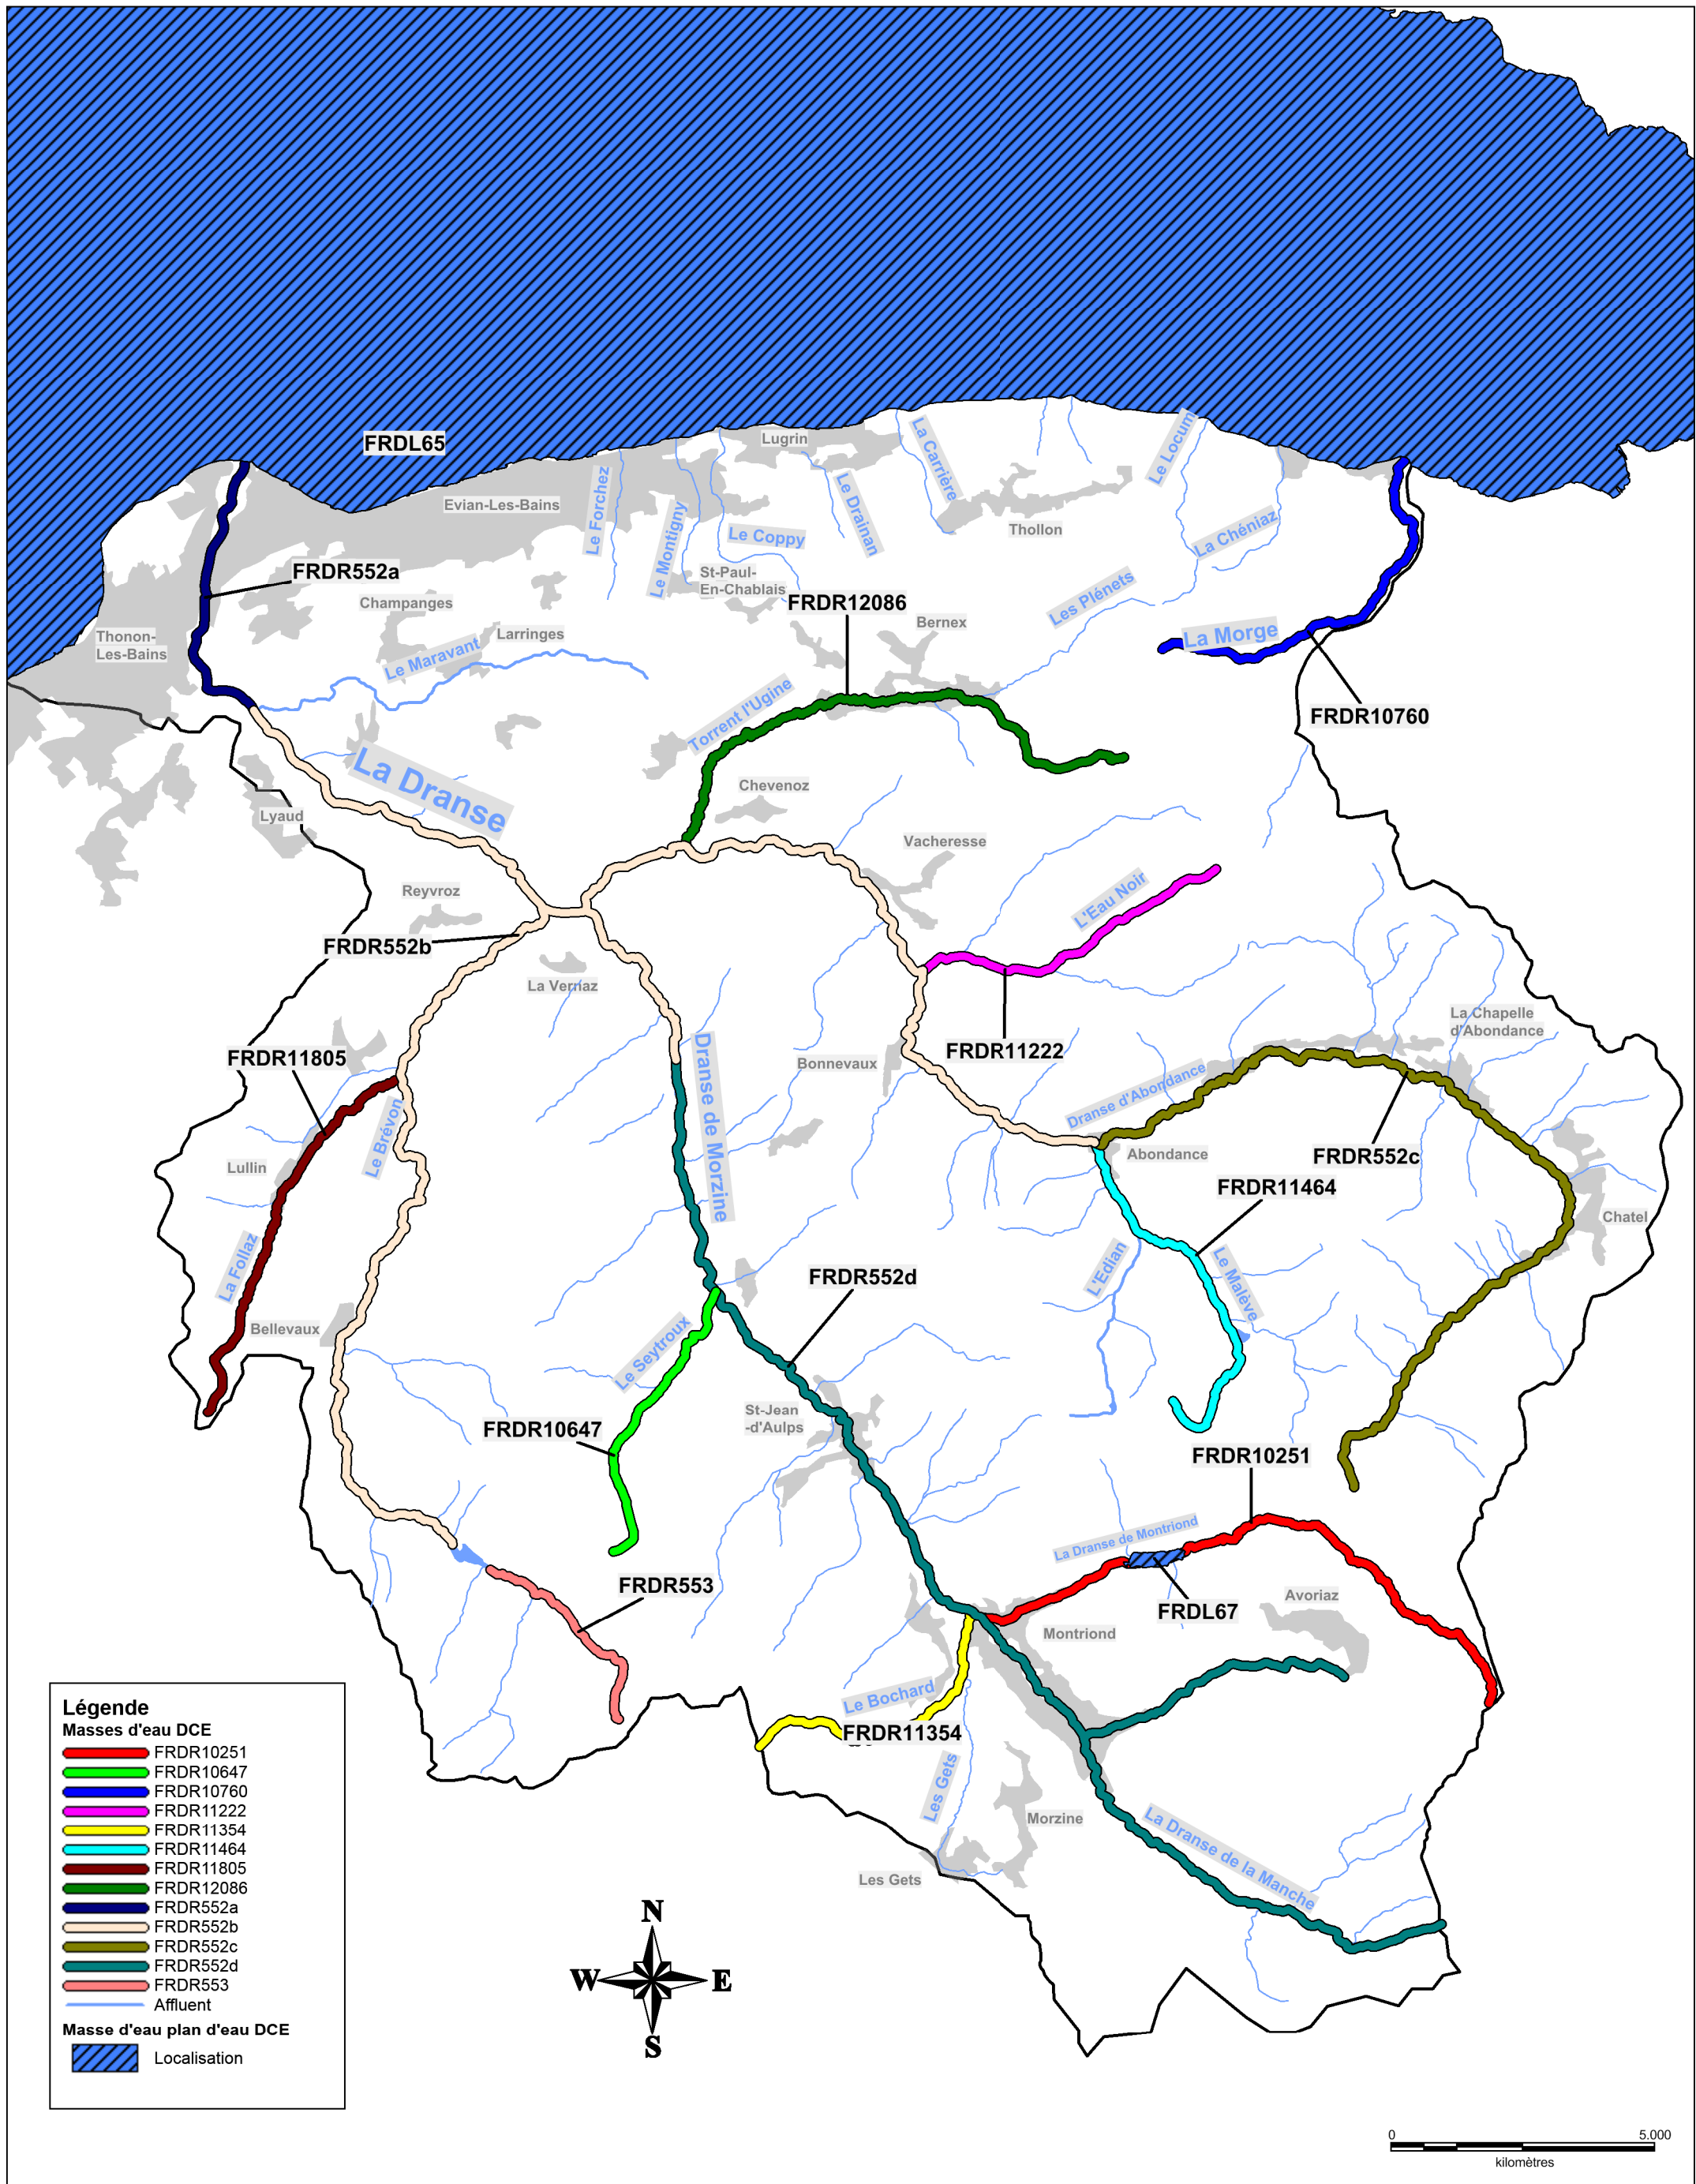 FRDL65
Lugrin
Evian-Les-Bains
Le Forchez
Le Montigny
Le Coppy
Le Drainan
La Carrière
Thollon
Le Locum
La Chéniaz
FRDR552a
Champanges
St-Paul-
En-Chablais
FRDR12086
Bernex
Les Plénets
La Morge
Thonon-
Les-Bains
Larringes
Le Maravant
Torrent l'Ugine
FRDR10760
La Dranse
Chevenoz
Lyaud
Vacheresse
Reyvroz
L'Eau Noir
FRDR552b
La Vernaz
La Chapelle
d'Abondance
FRDR11805
Dranse de Morzine
Bonnevaux
FRDR11222
Dranse d'Abondance
Le Brévon
Lullin
Abondance
FRDR552c
FRDR11464
Chatel
La Follaz
L'Edian
Le Malève
FRDR552d
Bellevaux
Le Seytroux
St-Jean
-d'Aulps
FRDR10647
FRDR10251
La Dranse de Montriond
FRDR553
FRDL67
Avoriaz
Montriond
Le Bochard
FRDR11354
Les Gets
Morzine
La Dranse de la Manche
Les Gets
Légende
Masses d'eau DCE
FRDR10251
FRDR10647
FRDR10760
FRDR11222
FRDR11354
FRDR11464
FRDR11805
FRDR12086
FRDR552a
FRDR552b
FRDR552c
FRDR552d
FRDR553
Affluent
Masse d'eau plan d'eau DCE
Localisation
N
W E
S
0 5.000
kilomètres